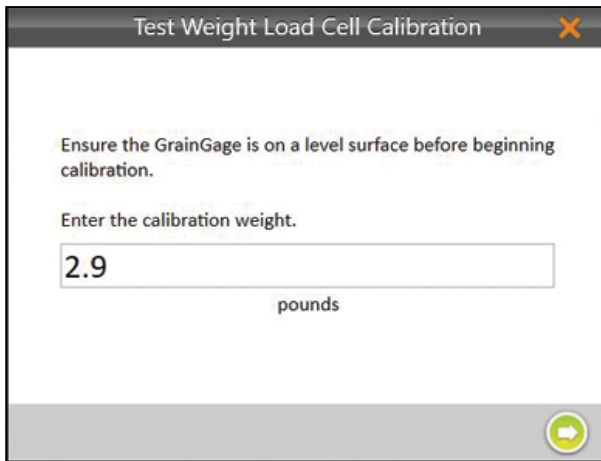 Test Weight Load Cell Calibration
Ensure the GrainGage is on a level surface before beginning
calibration.
Enter the calibration weight.
2.9
pounds